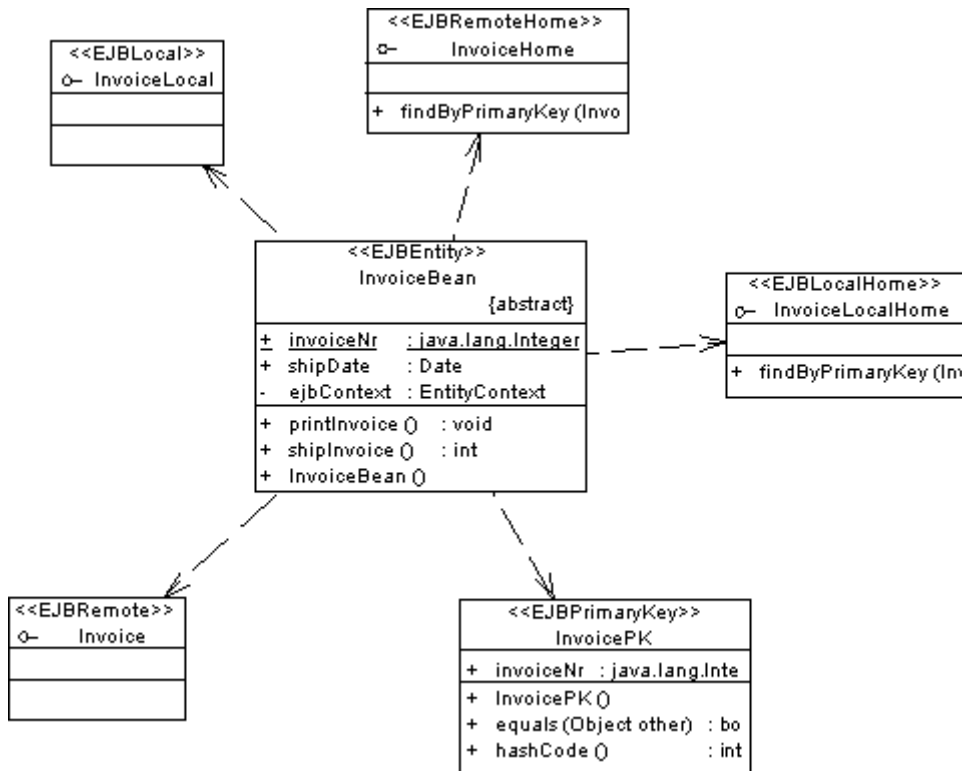 <<EJBRemoteHome>>
InvoiceHome
+ findByPrimaryKey (Invo
<<EJBLocal>>
InvoiceLocal
<<EJBEntity>>
InvoiceBean
{abstract}
+ invoiceNr : java.lang.Integer
+ shipDate : Date
- ejbContext : EntityContext
+ printInvoice () : void
+ shipInvoice () : int
+ InvoiceBean ()
<<EJBLocalHome>>
InvoiceLocalHome
+ findByPrimaryKey (Inv
<<EJBRemote>>
Invoice
<<EJBPrimaryKey>>
InvoicePK
+ invoiceNr : java.lang.Inte
+ InvoicePK ()
+ equals (Object other) : bo
+ hashCode () : int